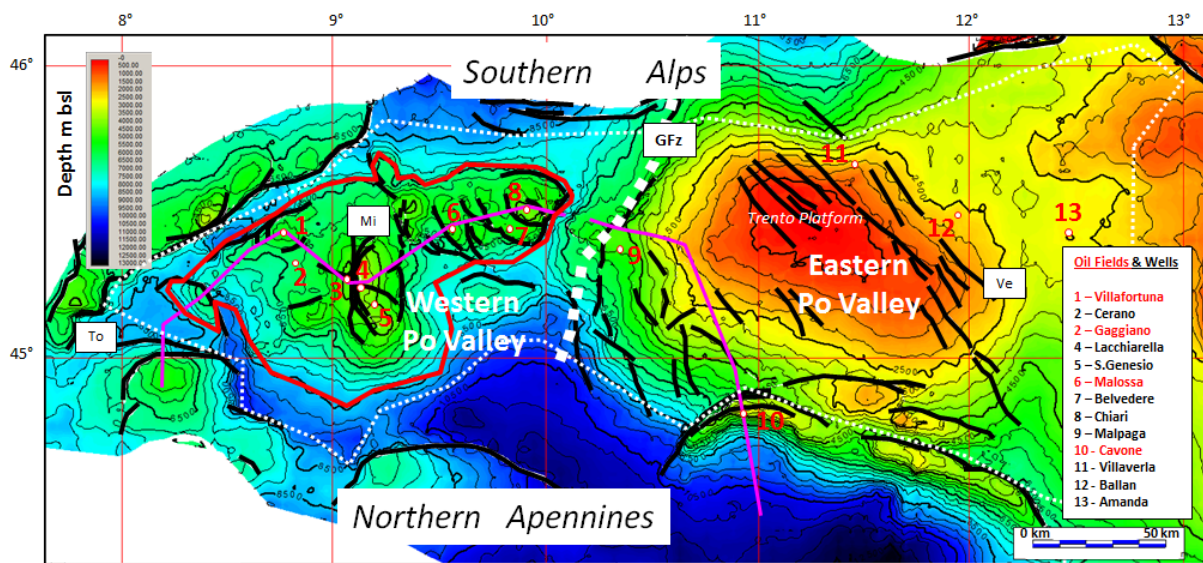 8°
9°
10°
11°
12°
13°
46°
45°
Depth m bsl
-0
500.00
1000.00
1500.00
2000.00
2500.00
3000.00
3500.00
4000.00
4500.00
5000.00
5500.00
6000.00
6500.00
7000.00
7500.00
8000.00
8500.00
9000.00
9500.00
10000.00
10500.00
11000.00
11500.00
12000.00
12500.00
13000.00
Southern Alps
GFz
11
8
Mi
6
1
7
Trento Platform
12
13
9
2
4
3
5
Eastern
Po Valley
Western
Po Valley
Ve
To
10
Northern Apennines
8500
8500
4500
6500
8500
Oil Fields & Wells
1 – Villafortuna
2 – Cerano
2 – Gaggiano
4 – Lacchiarella
5 – S.Genesio
6 – Malossa
7 – Belvedere
8 – Chiari
9 – Malpaga
10 - Cavone
11 – Villaverla
12 - Ballan
13 - Amanda
0 km
50 km